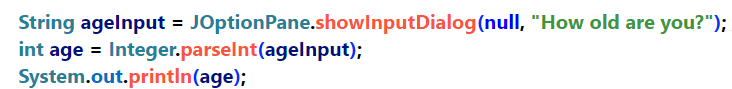 String ageInput = JOptionPane.showInputDialog(null, "How old are you?");
int age = Integer.parseInt(ageInput);
System.out.println(age);